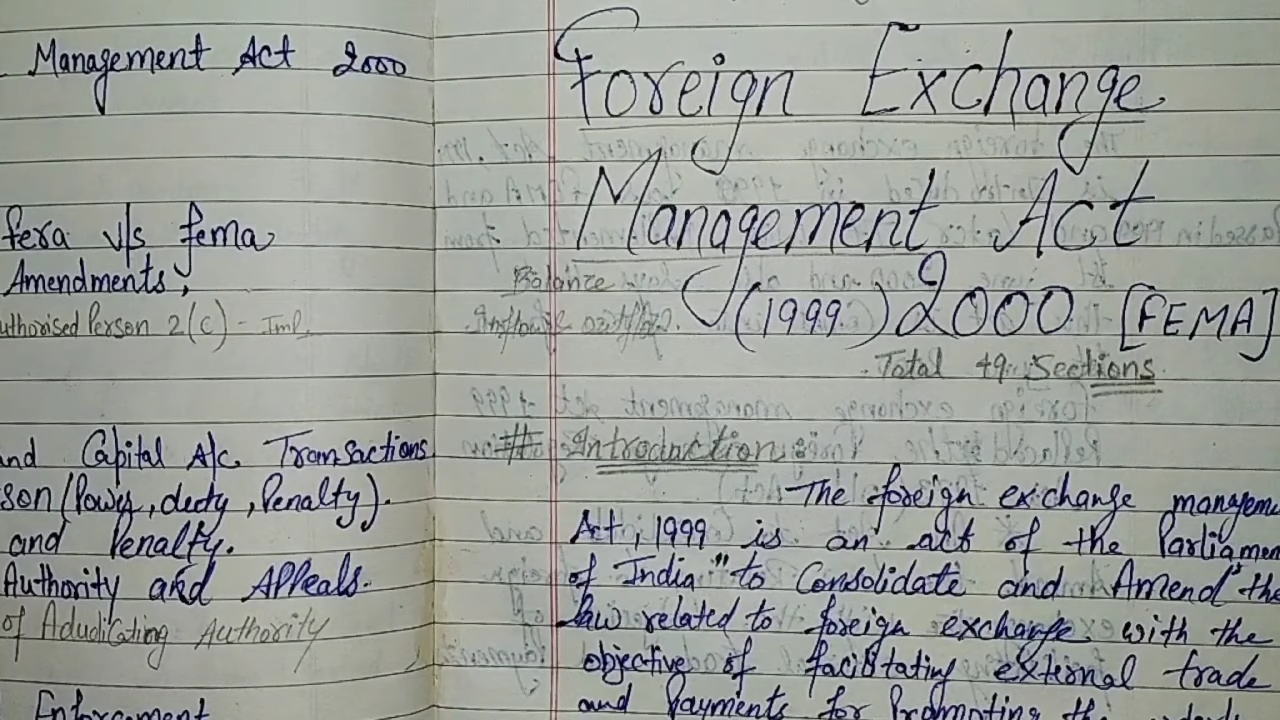 Management Act 2000
fera v/s fema
Amendments,
uthorised Person 2(c) - Imp.
and Capital A/c Transactions
son (Power, duty, Penalty).
and Penalty.
Authority and Appeals.
of Adudicating Authority
Enforcement
Foreign Exchange
Management Act
(1999) 2000 [FEMA]
Total 49 Sections
# Introduction :
The foreign exchange manageme
Act, 1999 is an act of the Parliamen
of India "to Consolidate and Amend" the
law related to foreign exchange with the
objective of facilitating external trade
and Payments for Promoting the